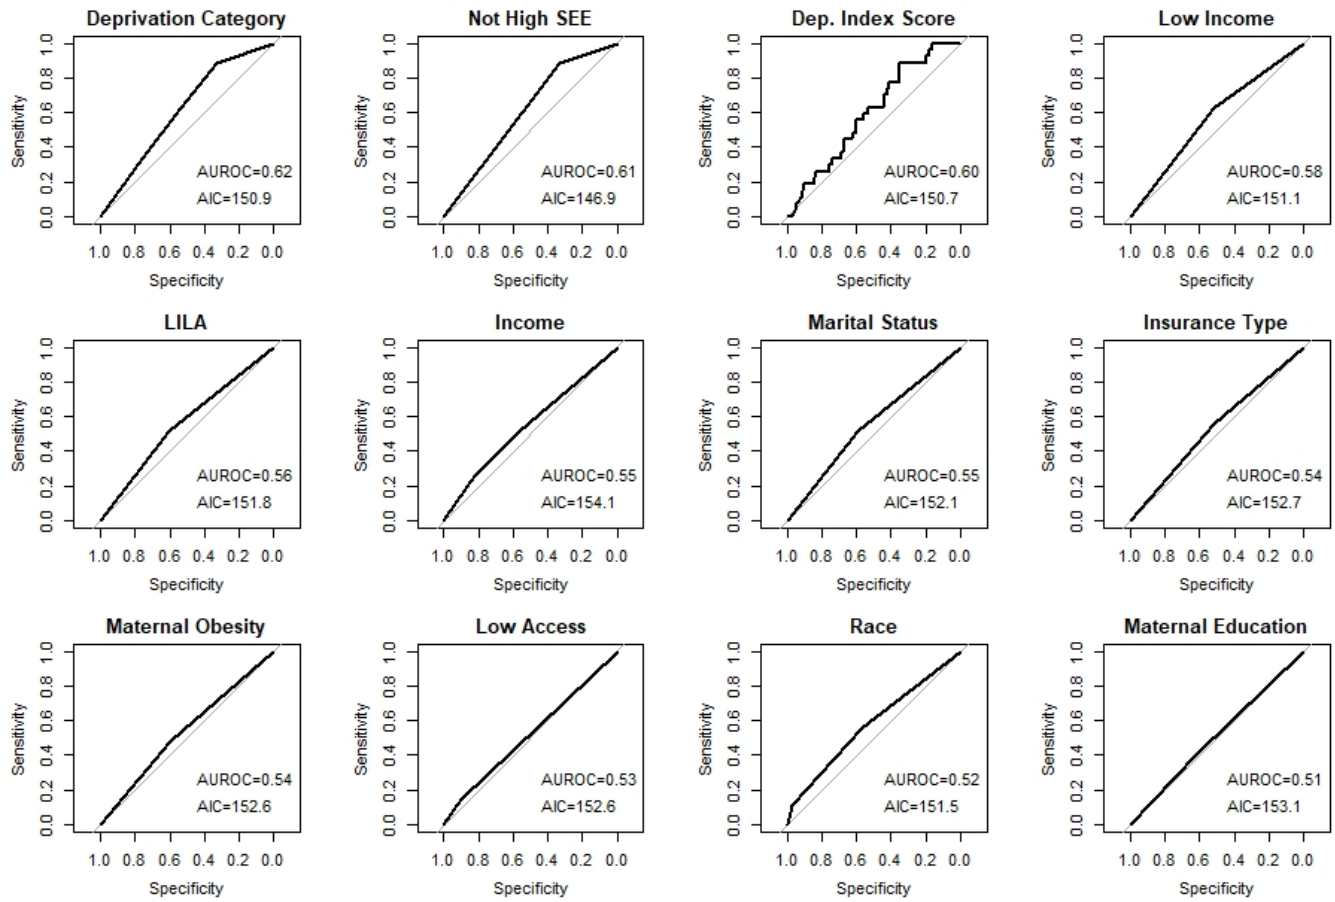 Deprivation Category
Sensitivity
0.0 0.2 0.4 0.6 0.8 1.0
AUROC=0.62
AIC=150.9
1.0 0.8 0.6 0.4 0.2 0.0
Specificity
Not High SEE
Sensitivity
0.0 0.2 0.4 0.6 0.8 1.0
AUROC=0.61
AIC=146.9
1.0 0.8 0.6 0.4 0.2 0.0
Specificity
Dep. Index Score
Sensitivity
0.0 0.2 0.4 0.6 0.8 1.0
AUROC=0.60
AIC=150.7
1.0 0.8 0.6 0.4 0.2 0.0
Specificity
Low Income
Sensitivity
0.0 0.2 0.4 0.6 0.8 1.0
AUROC=0.58
AIC=151.1
1.0 0.8 0.6 0.4 0.2 0.0
Specificity
LILA
Sensitivity
0.0 0.2 0.4 0.6 0.8 1.0
AUROC=0.56
AIC=151.8
1.0 0.8 0.6 0.4 0.2 0.0
Specificity
Income
Sensitivity
0.0 0.2 0.4 0.6 0.8 1.0
AUROC=0.55
AIC=154.1
1.0 0.8 0.6 0.4 0.2 0.0
Specificity
Marital Status
Sensitivity
0.0 0.2 0.4 0.6 0.8 1.0
AUROC=0.55
AIC=152.1
1.0 0.8 0.6 0.4 0.2 0.0
Specificity
Insurance Type
Sensitivity
0.0 0.2 0.4 0.6 0.8 1.0
AUROC=0.54
AIC=152.7
1.0 0.8 0.6 0.4 0.2 0.0
Specificity
Maternal Obesity
Sensitivity
0.0 0.2 0.4 0.6 0.8 1.0
AUROC=0.54
AIC=152.6
1.0 0.8 0.6 0.4 0.2 0.0
Specificity
Low Access
Sensitivity
0.0 0.2 0.4 0.6 0.8 1.0
AUROC=0.53
AIC=152.6
1.0 0.8 0.6 0.4 0.2 0.0
Specificity
Race
Sensitivity
0.0 0.2 0.4 0.6 0.8 1.0
AUROC=0.52
AIC=151.5
1.0 0.8 0.6 0.4 0.2 0.0
Specificity
Maternal Education
Sensitivity
0.0 0.2 0.4 0.6 0.8 1.0
AUROC=0.51
AIC=153.1
1.0 0.8 0.6 0.4 0.2 0.0
Specificity